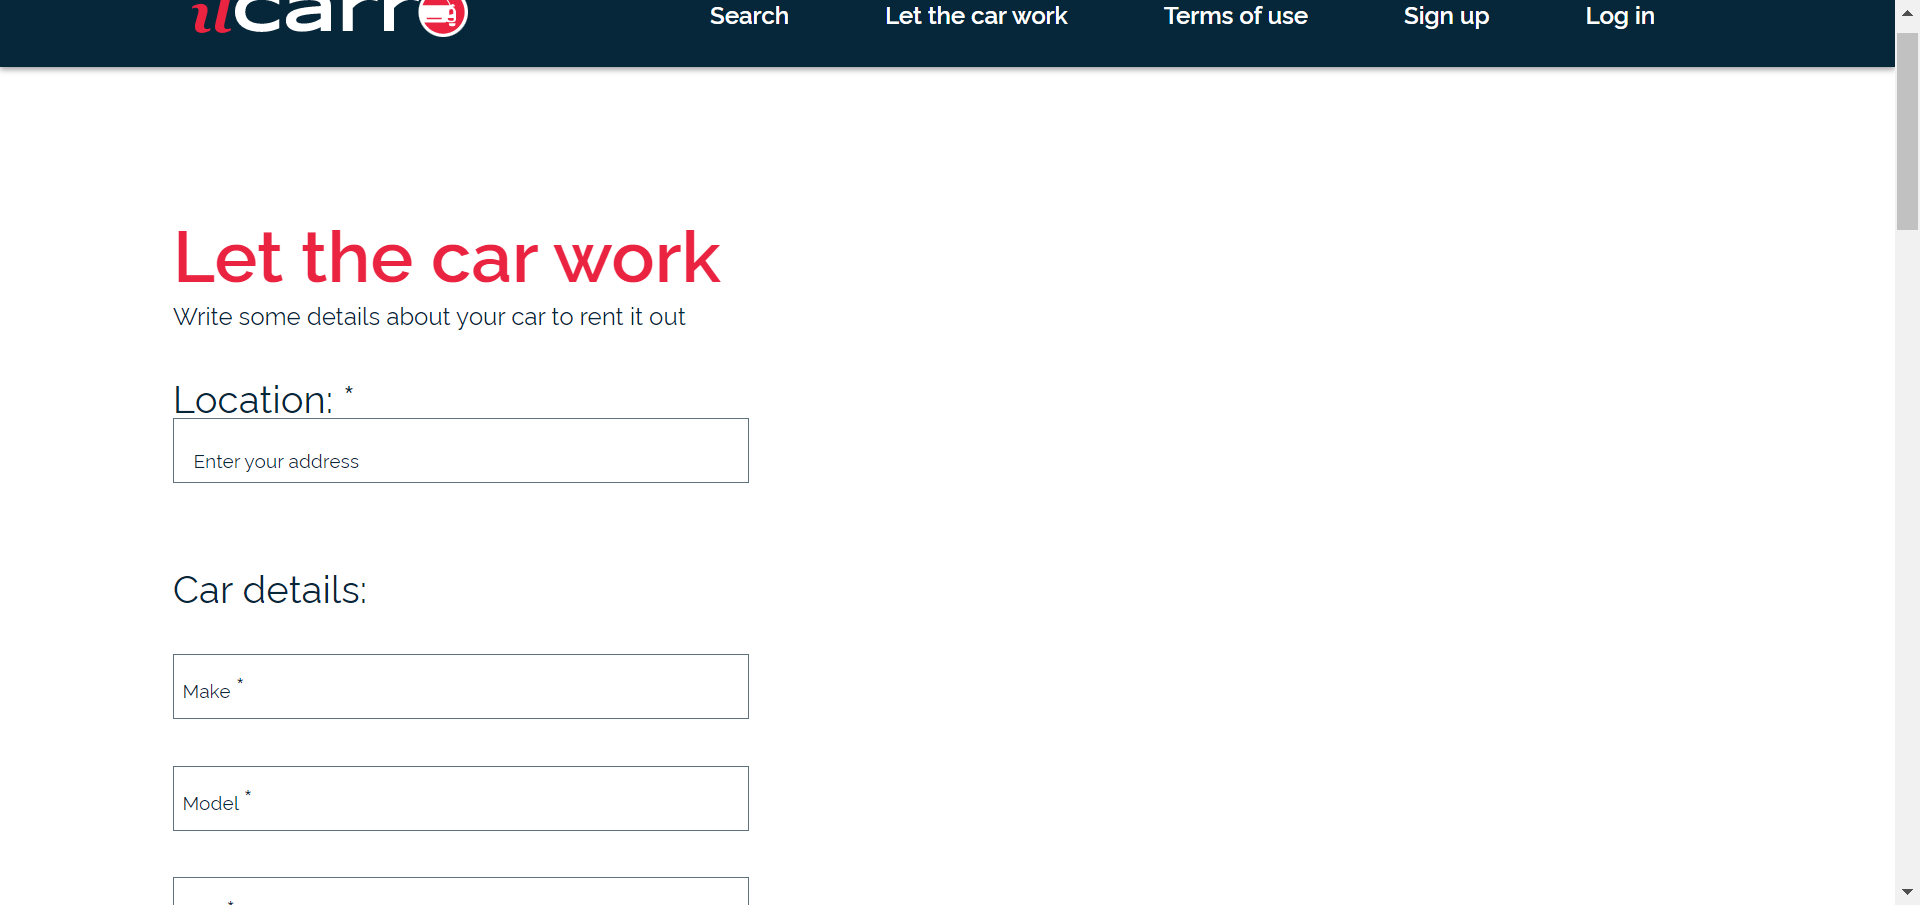 ilcarro
Search
Let the car work
Terms of use
Sign up
Log in
Let the car work
Write some details about your car to rent it out
Location: *
Enter your address
Car details:
Make *
Model *
*